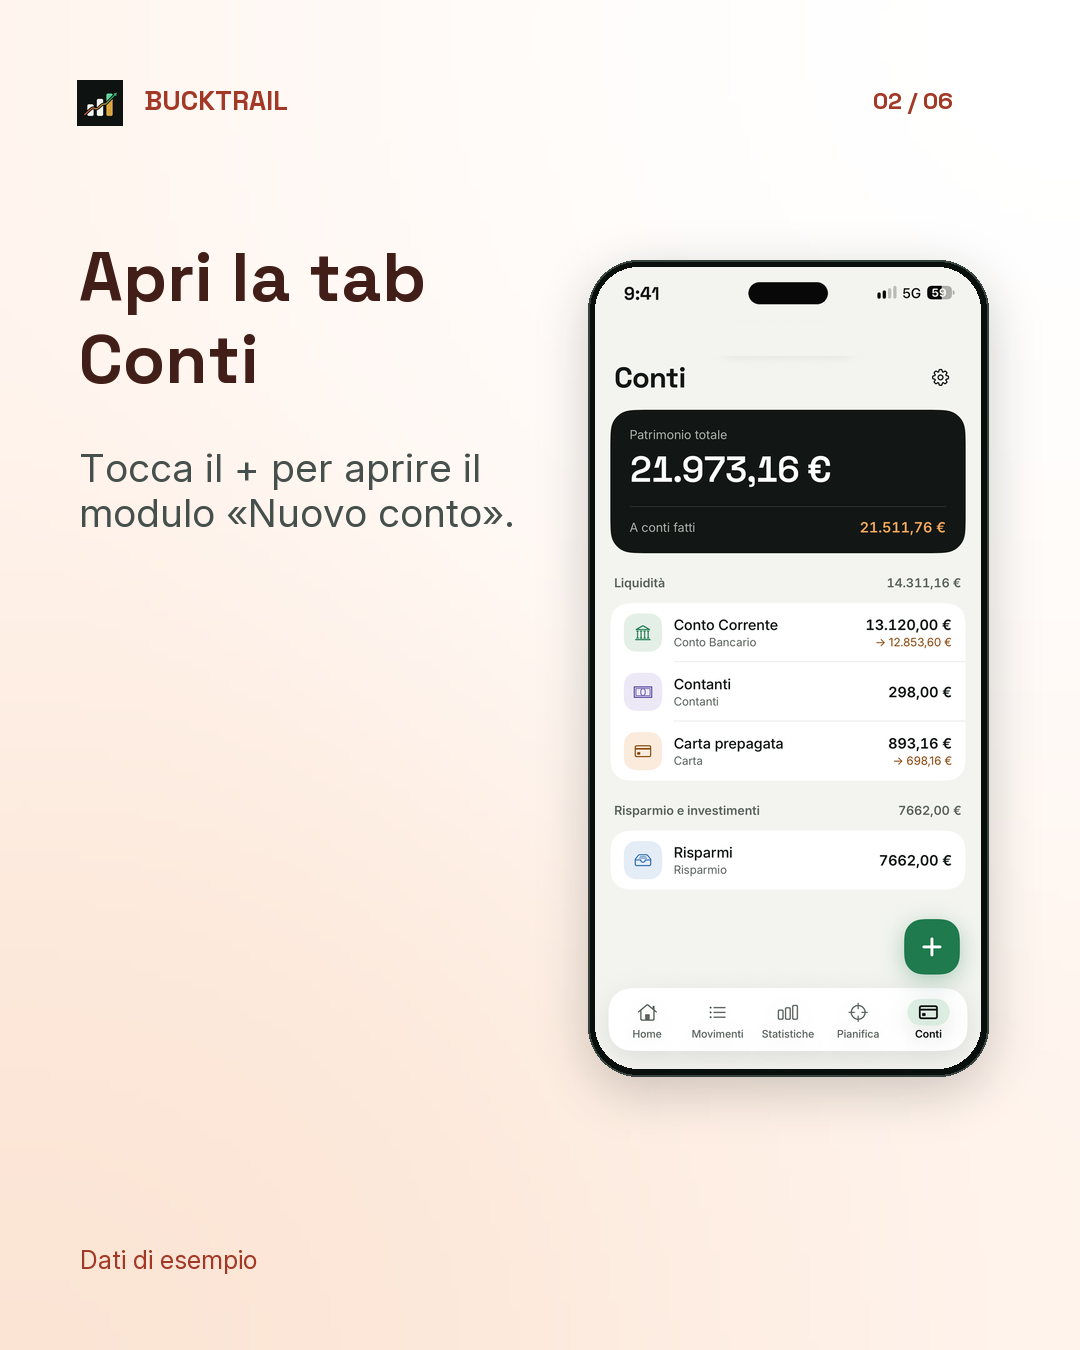 BUCKTRAIL
02 / 06
Apri la tab
Conti
Tocca il + per aprire il
modulo «Nuovo conto».
9:41
5G 59
Conti
Patrimonio totale
21.973,16 €
A conti fatti 21.511,76 €
Liquidità 14.311,16 €
Conto Corrente 13.120,00 €
Conto Bancario → 12.853,60 €
Contanti 298,00 €
Contanti
Carta prepagata 893,16 €
Carta → 698,16 €
Risparmio e investimenti 7662,00 €
Risparmi 7662,00 €
Risparmio
+
Home Movimenti Statistiche Pianifica Conti
Dati di esempio